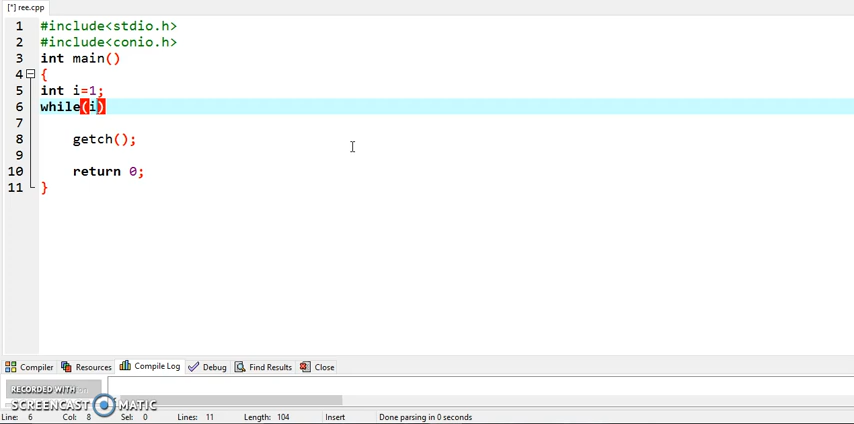 [*] ree.cpp
1 #include<stdio.h>
2 #include<conio.h>
3 int main()
4 {
5 int i=1;
6 while(i)
7
8 getch();
9
10 return 0;
11 }
Compiler Resources Compile Log Debug Find Results Close
RECORDED WITH
SCREENCAST MATIC
Line: 6 Col: 8 Sel: 0 Lines: 11 Length: 104 Insert Done parsing in 0 seconds